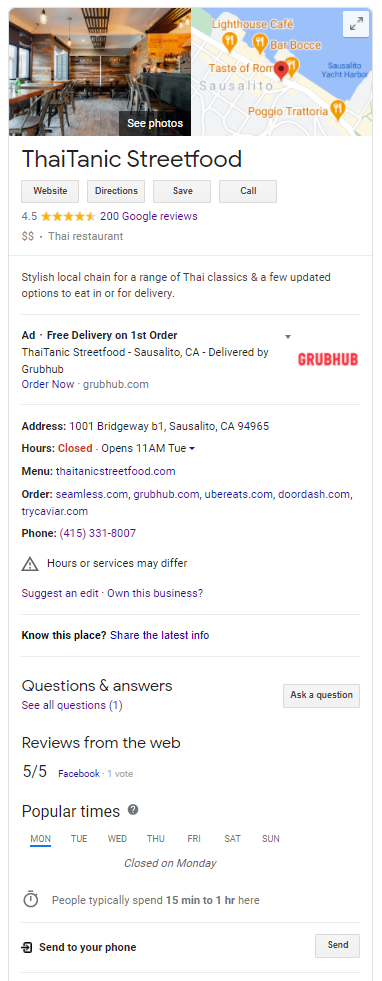 Lighthouse Café
Bar Bocce
Taste of Rom
Sausalito
Sausalito
Yacht Harbor
Poggio Trattoria
See photos
ThaiTanic Streetfood
Website Directions Save Call
4.5 200 Google reviews
$$ · Thai restaurant
Stylish local chain for a range of Thai classics & a few updated
options to eat in or for delivery.
Ad · Free Delivery on 1st Order
ThaiTanic Streetfood - Sausalito, CA - Delivered by
Grubhub
Order Now · grubhub.com
GRUBHUB
Address: 1001 Bridgeway b1, Sausalito, CA 94965
Hours: Closed · Opens 11AM Tue
Menu: thaitanicstreetfood.com
Order: seamless.com, grubhub.com, ubereats.com, doordash.com,
trycaviar.com
Phone: (415) 331-8007
Hours or services may differ
Suggest an edit · Own this business?
Know this place? Share the latest info
Questions & answers
See all questions (1)
Ask a question
Reviews from the web
5/5 Facebook · 1 vote
Popular times ?
MON TUE WED THU FRI SAT SUN
Closed on Monday
People typically spend 15 min to 1 hr here
Send to your phone
Send